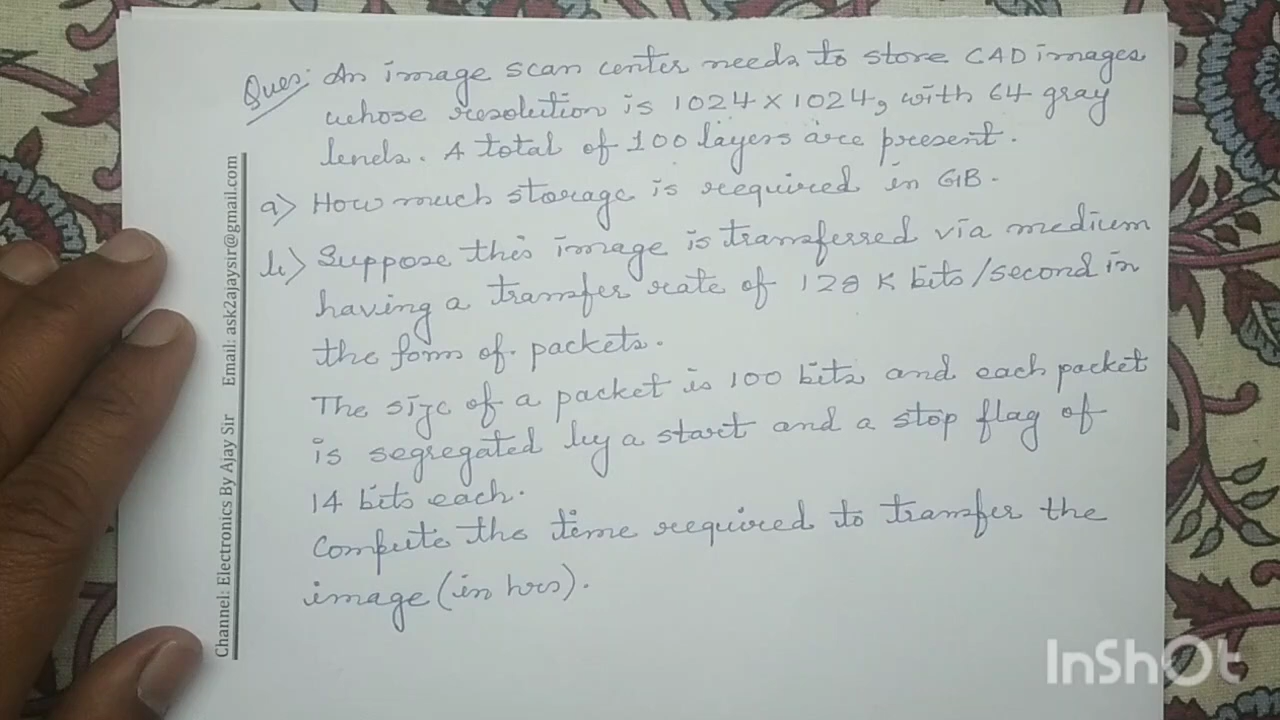 Ques: An image scan center needs to store CAD images
whose resolution is 1024 × 1024, with 64 gray
levels. A total of 100 layers are present.
a) How much storage is required in GB.
b) Suppose this image is transferred via medium
having a transfer rate of 128 K bits/second in
the form of packets.
The size of a packet is 100 bits and each packet
is segregated by a start and a stop flag of
14 bits each.
Compute the time required to transfer the
image (in hrs).
Channel: Electronics By Ajay Sir Email: ask2ajaysir@gmail.com
InShOt